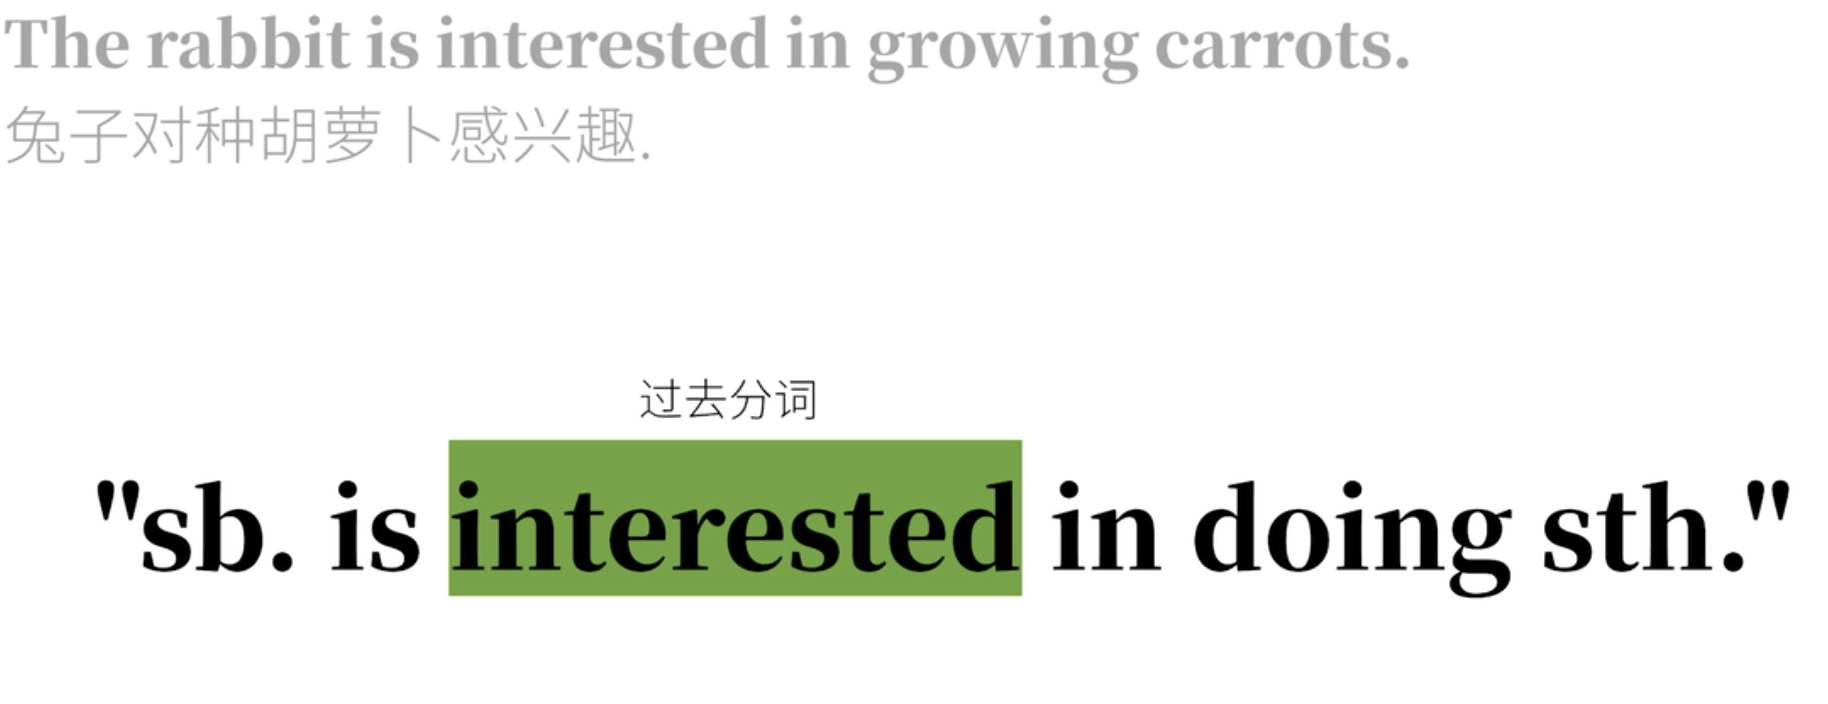 The rabbit is interested in growing carrots.
兔子对种胡萝卜感兴趣.
过去分词
"sb. is interested in doing sth."